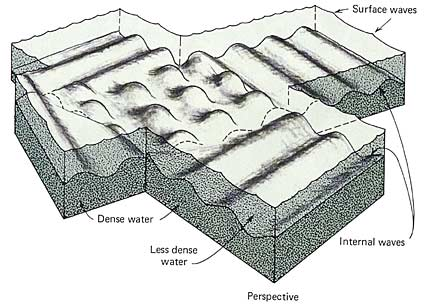 Surface waves
Dense water
Less dense
water
Internal waves
Perspective